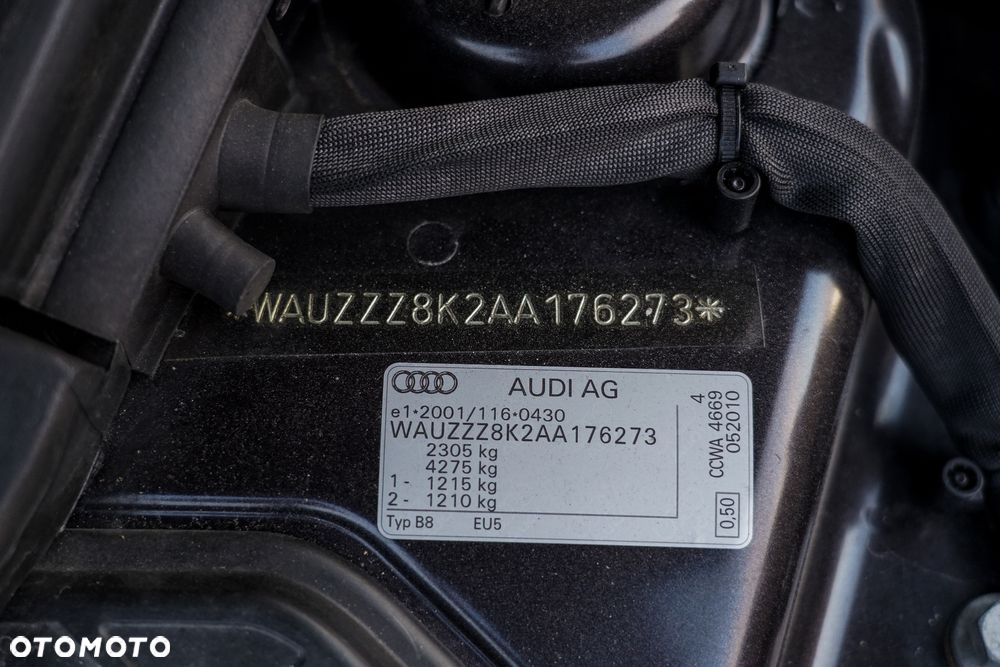 WAUZZZ8K2AA176273*
AUDI AG
e1*2001/116*0430
WAUZZZ8K2AA176273
2305 kg
4275 kg
1 - 1215 kg
2 - 1210 kg
Typ B8 EU5
4
CCWA 4669
052010
0,50
OTOMOTO